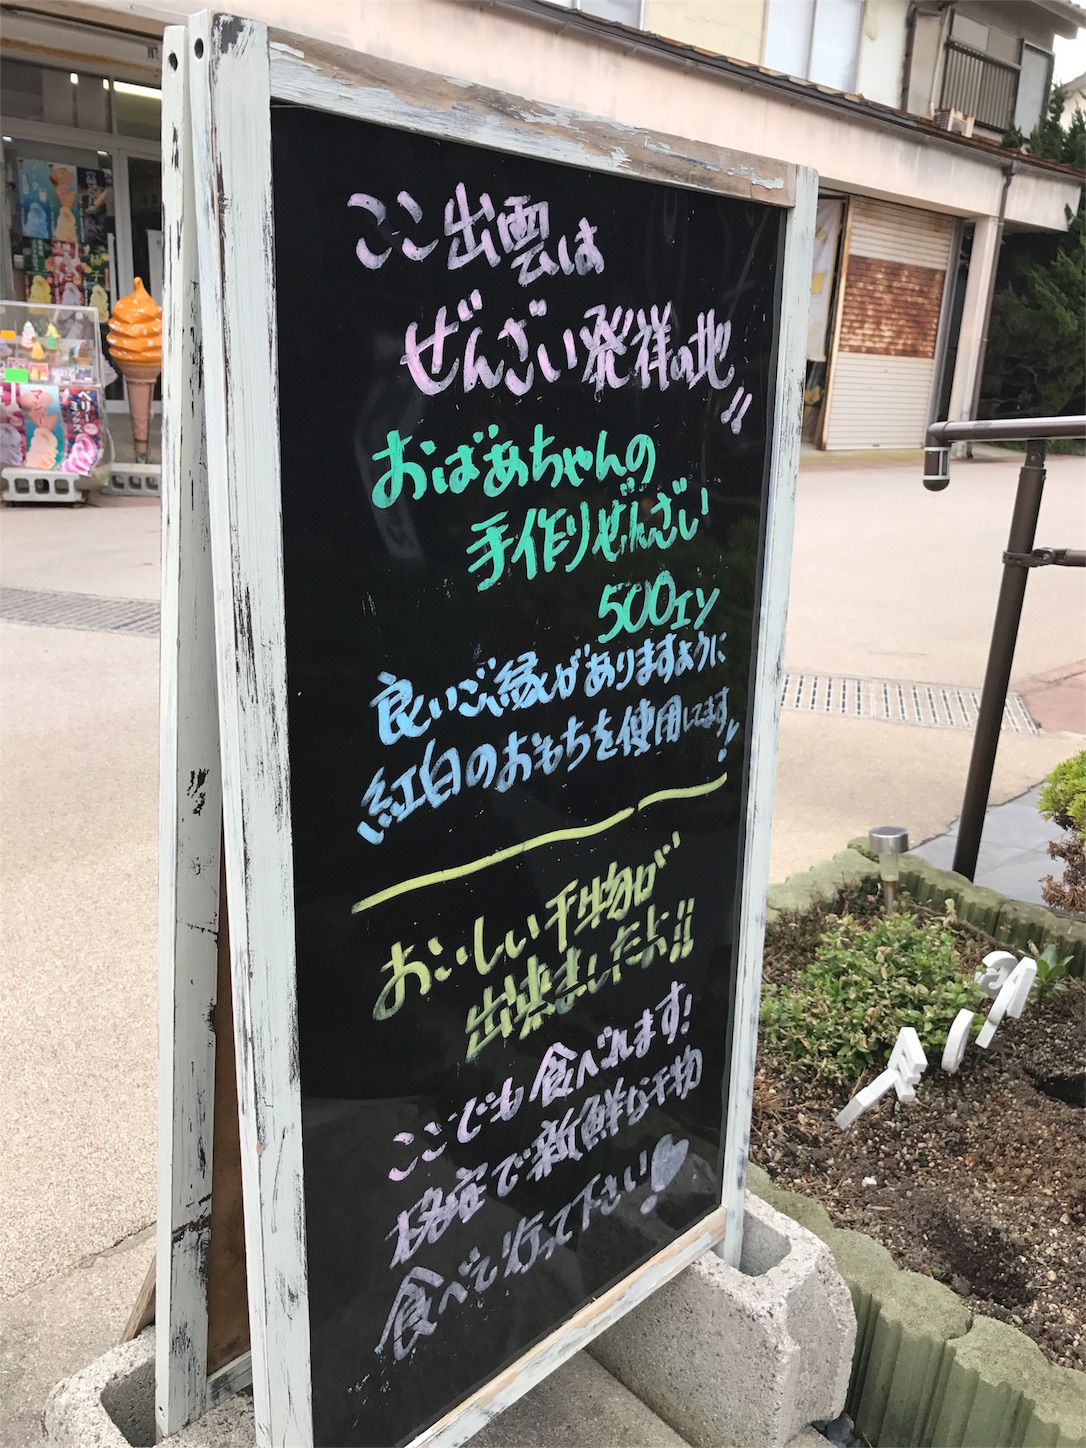 ここ出雲は
ぜんざい発祥の地!!
おばあちゃんの
手作りぜんざい
500エン
良いご縁がありますように
紅白のおもちを使用してます!
おいしい干物が
出来ましたよ!!
ここでも食べれます!
格安で新鮮な干物
食べて行って下さい!